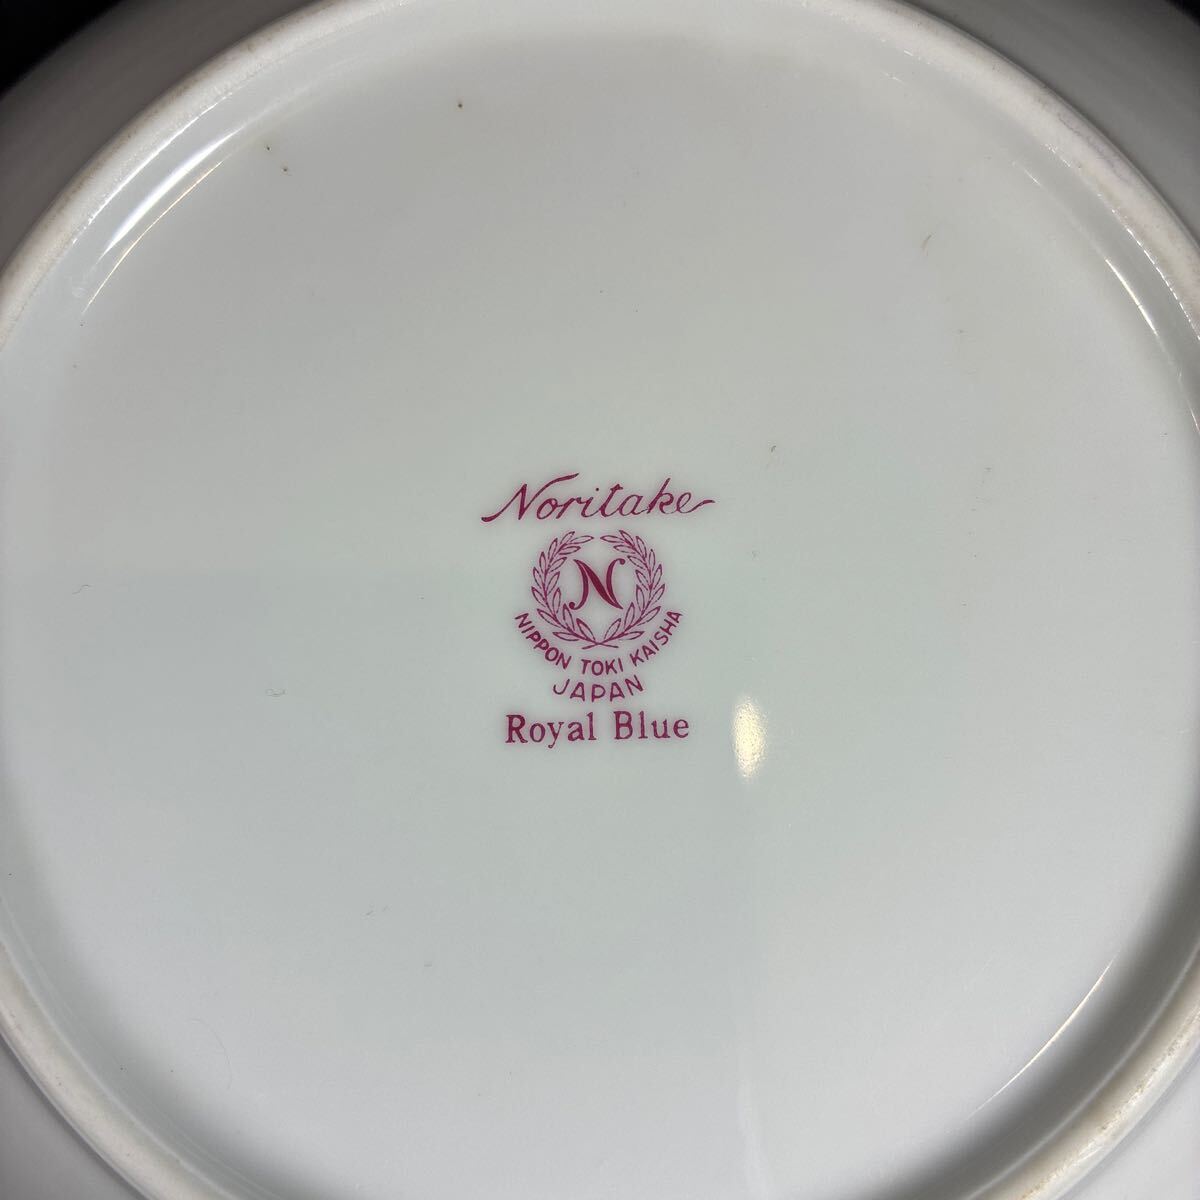 Noritake
N
NIPPON TOKI KAISHA
JAPAN
Royal Blue